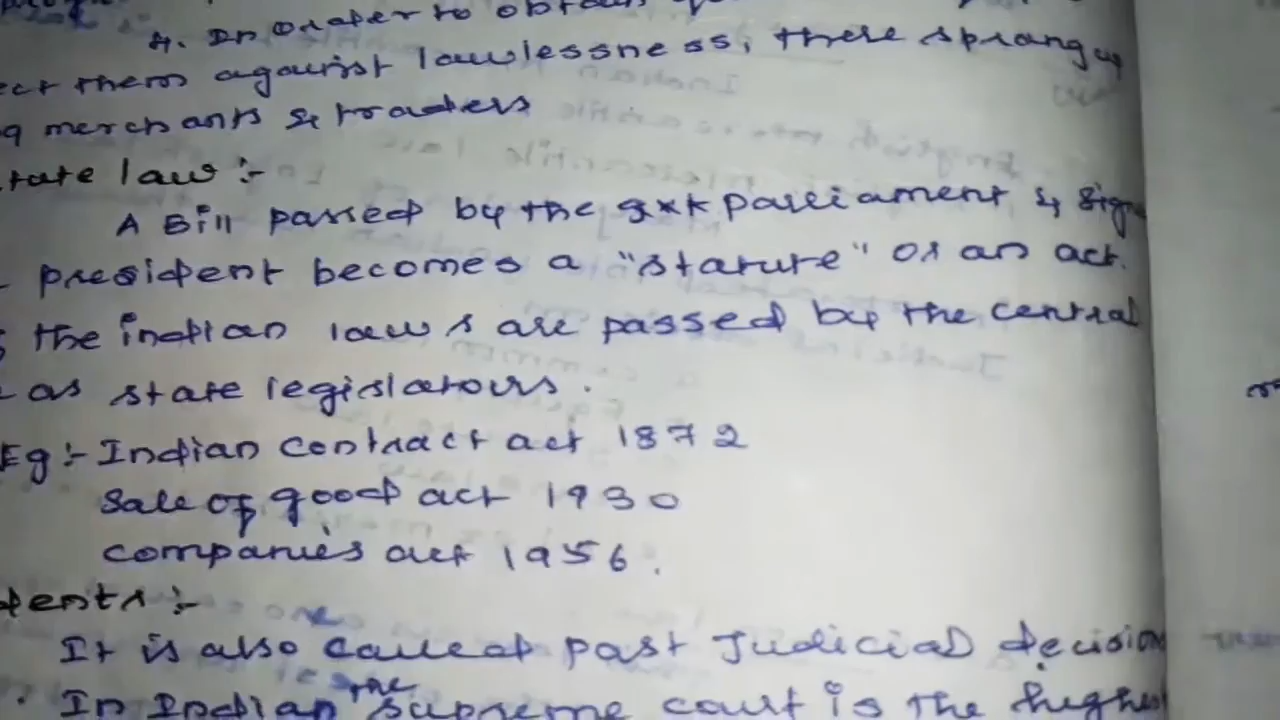 4. In Order to obtain
ect them against lawlessness, there sprang up
g merchants & traders
tate law :-
A Bill passed by the parliament & sign
president becomes a "stature" or an act.
the indian laws are passed by the central
as state legislatours.
Eg :- Indian contract act 1872
Sale of good act 1930
companies act 1956.
dents :-
It is also called past Judicial decision
In Indian the supreme court is the highest